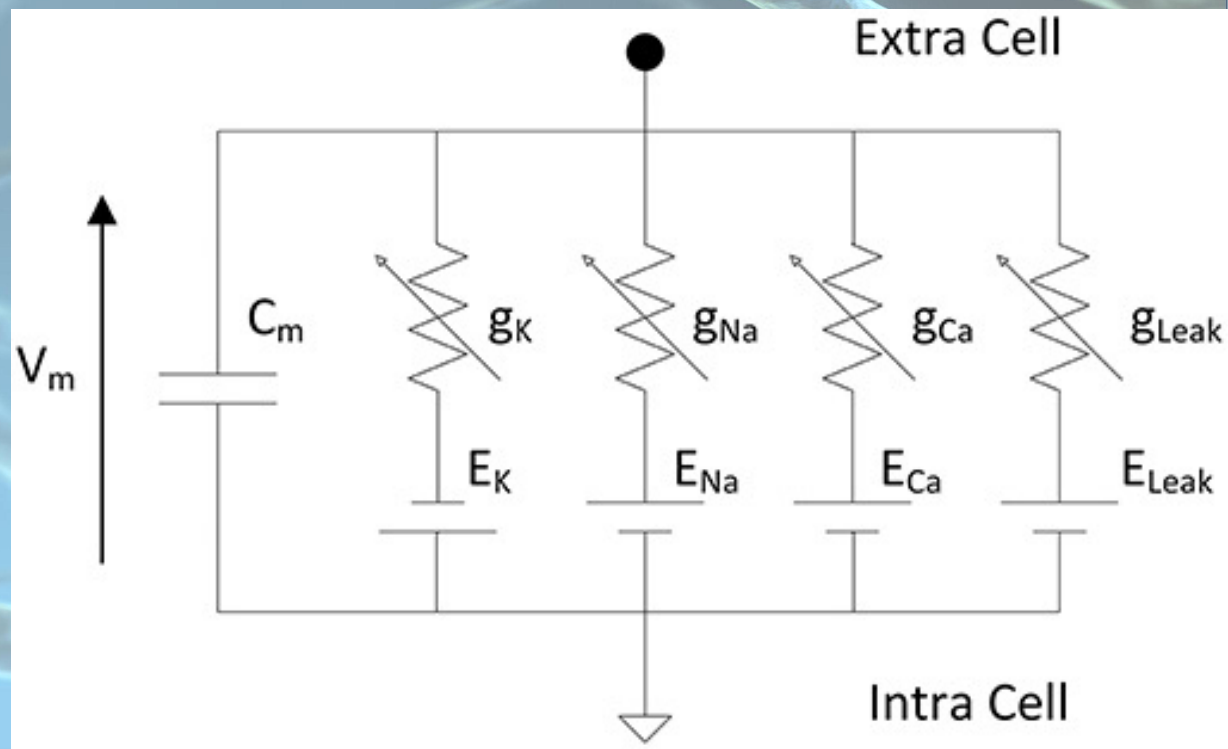 Extra Cell
Vm
Cm
gK
gNa
gCa
gLeak
EK
ENa
ECa
ELeak
Intra Cell